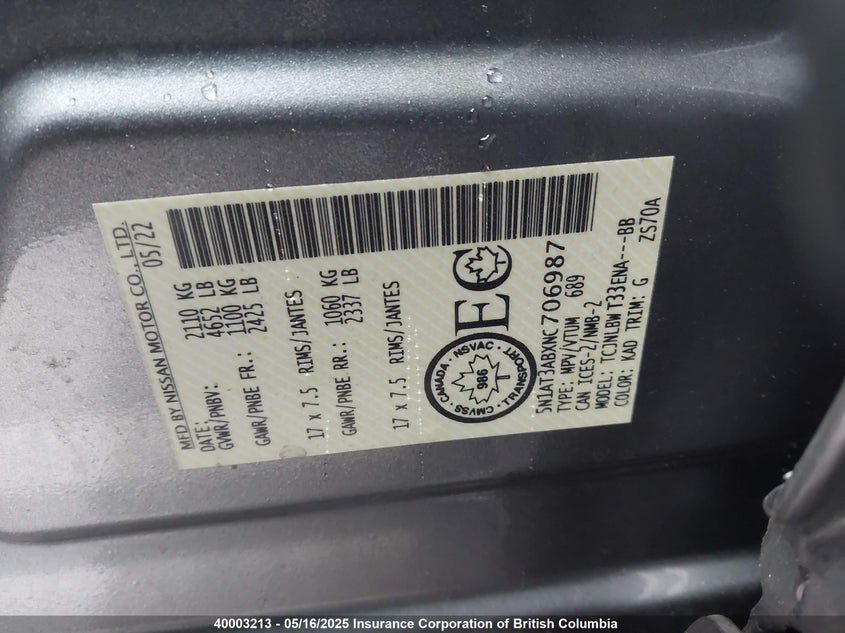 MFD BY NISSAN MOTOR CO., LTD.
DATE: 05/22
GVWR/PNBV: 2110 KG
4652 LB
GAWR/PNBE FR.: 1100 KG
2425 LB
17 x 7.5 RIMS/JANTES
GAWR/PNBE RR.: 1060 KG
2337 LB
17 x 7.5 RIMS/JANTES
CANADA · NSVAC · TRANSPORT · CMVSS
986
T
EC
5N1AT3ABXNC706987
TYPE: MPV/VTUM 689
CAN ICES-2/NMB-2
MODEL: TCJNLBW T33ENA---BB
COLOR: KAD TRIM: G ZS70A
40003213 - 05/16/2025 Insurance Corporation of British Columbia